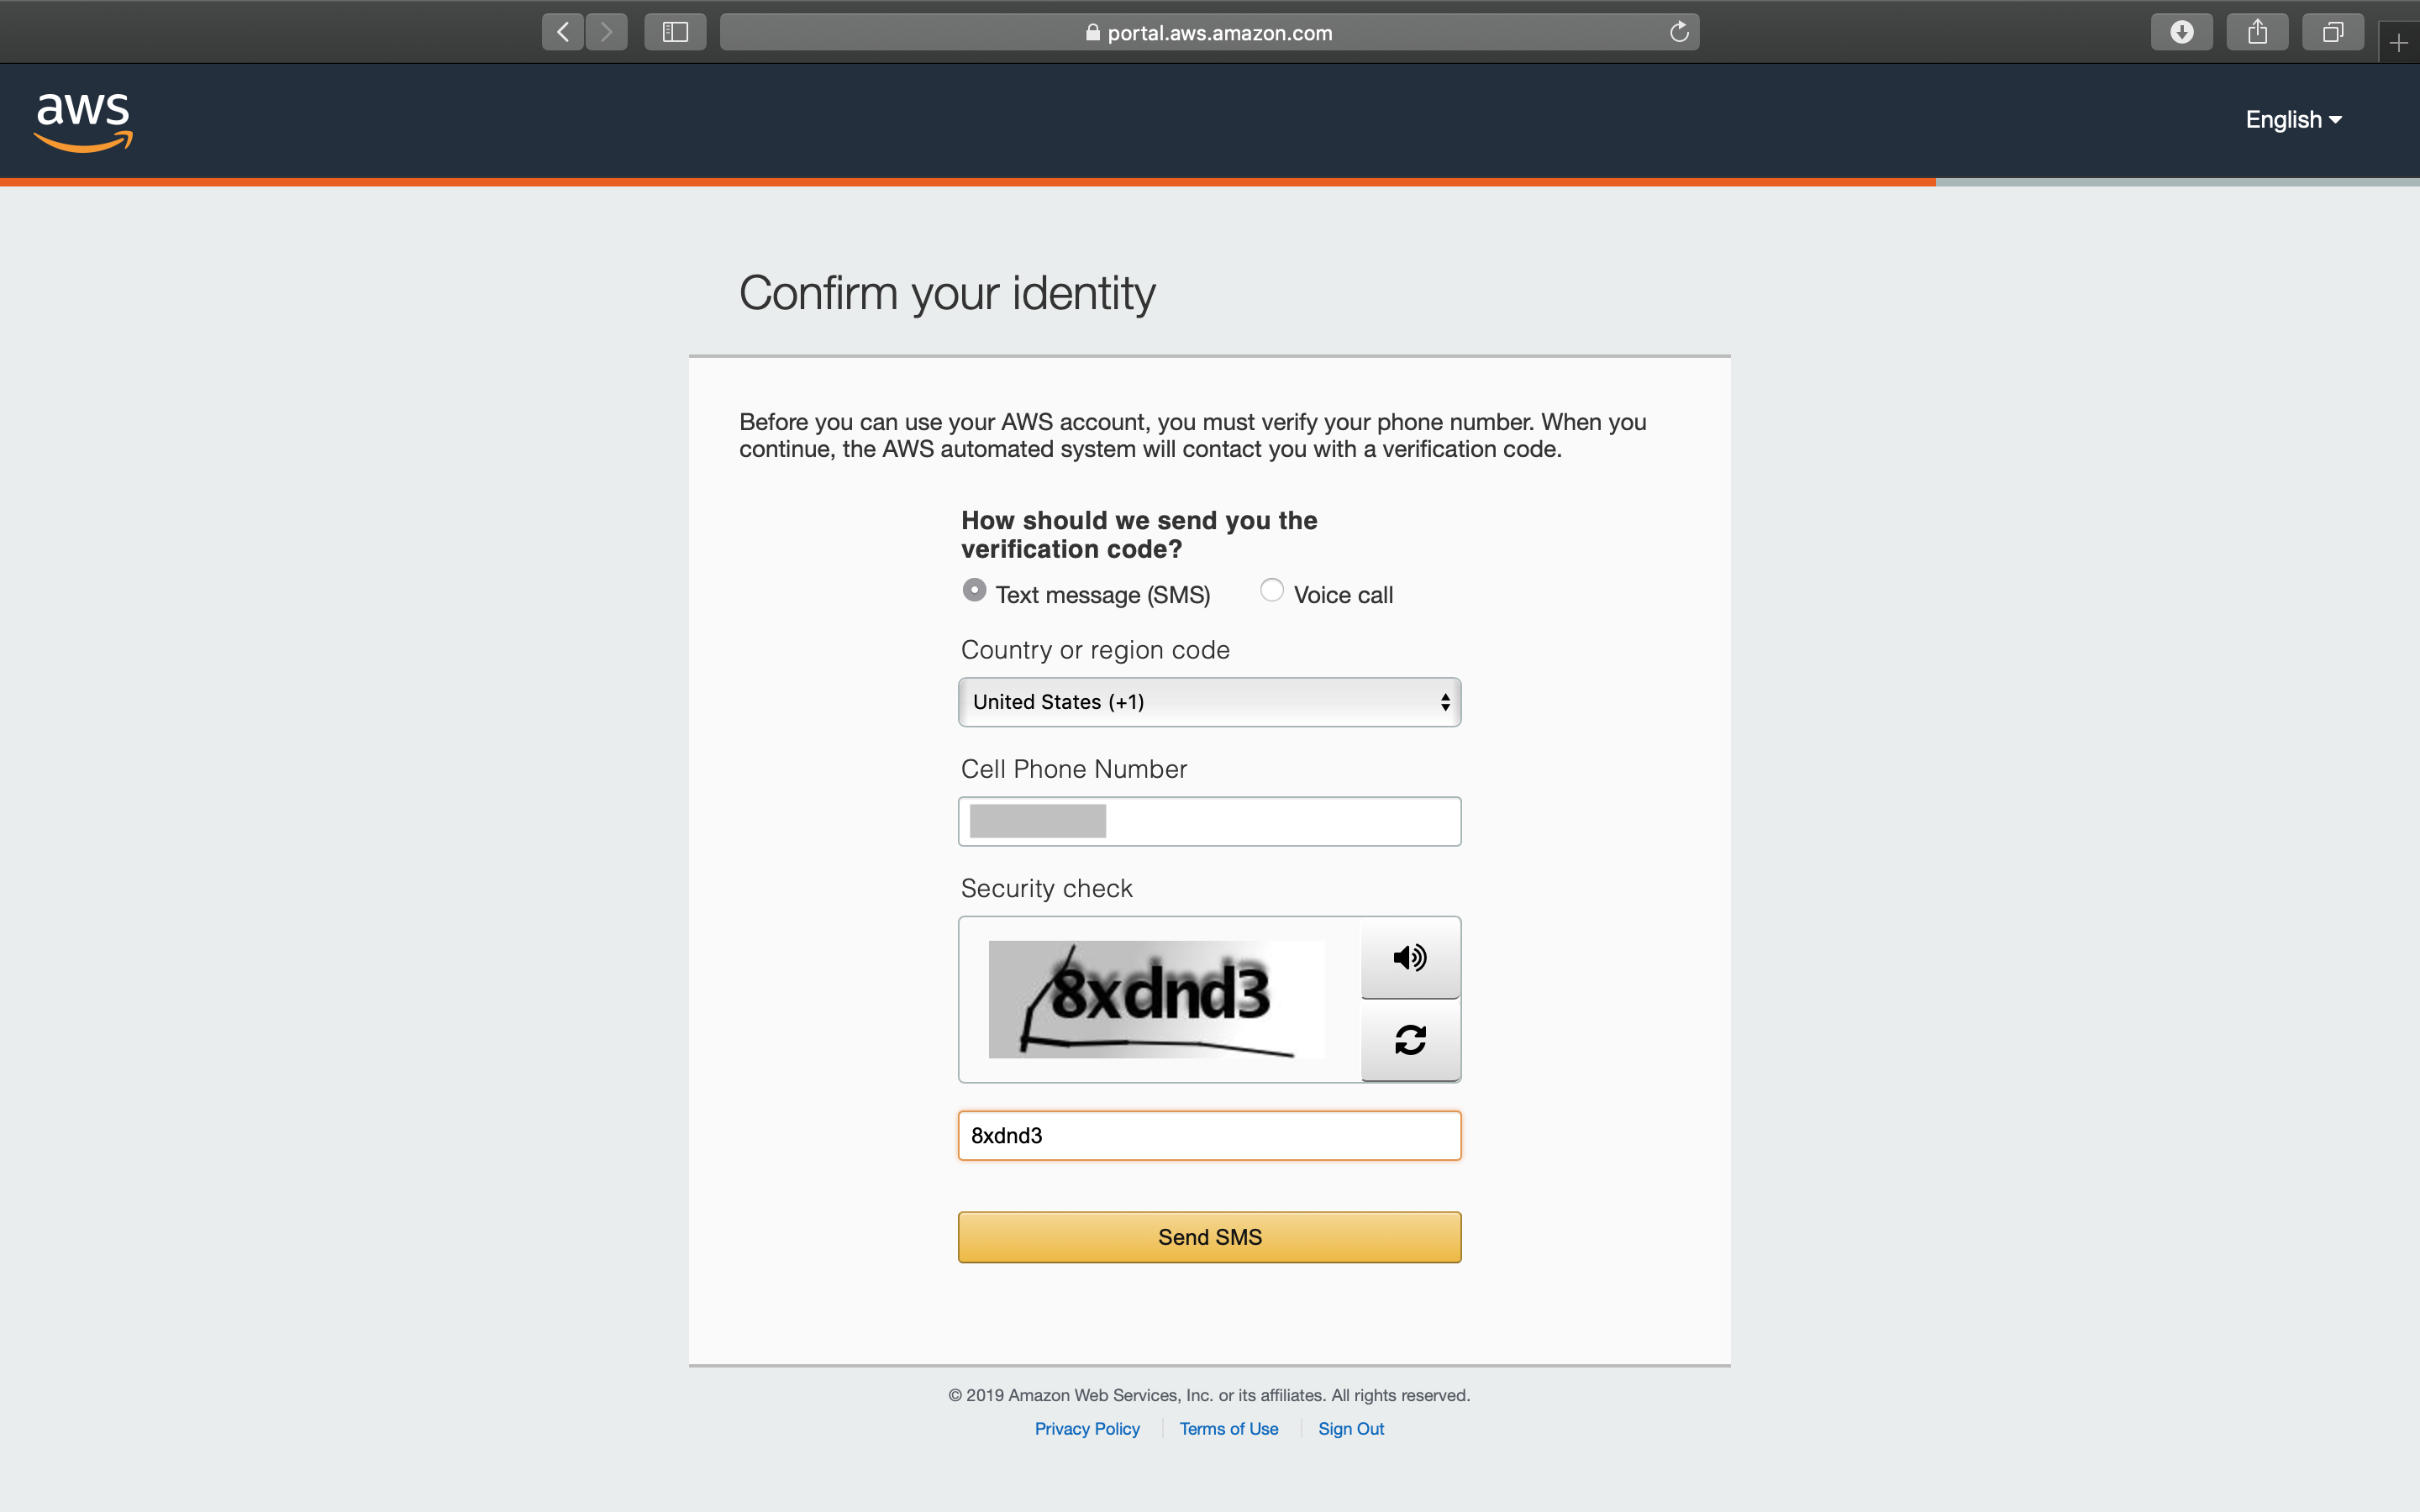 portal.aws.amazon.com
aws
English
Confirm your identity
Before you can use your AWS account, you must verify your phone number. When you
continue, the AWS automated system will contact you with a verification code.
How should we send you the
verification code?
Text message (SMS) Voice call
Country or region code
United States (+1)
Cell Phone Number
Security check
8xdnd3
8xdnd3
Send SMS
© 2019 Amazon Web Services, Inc. or its affiliates. All rights reserved.
Privacy Policy Terms of Use Sign Out